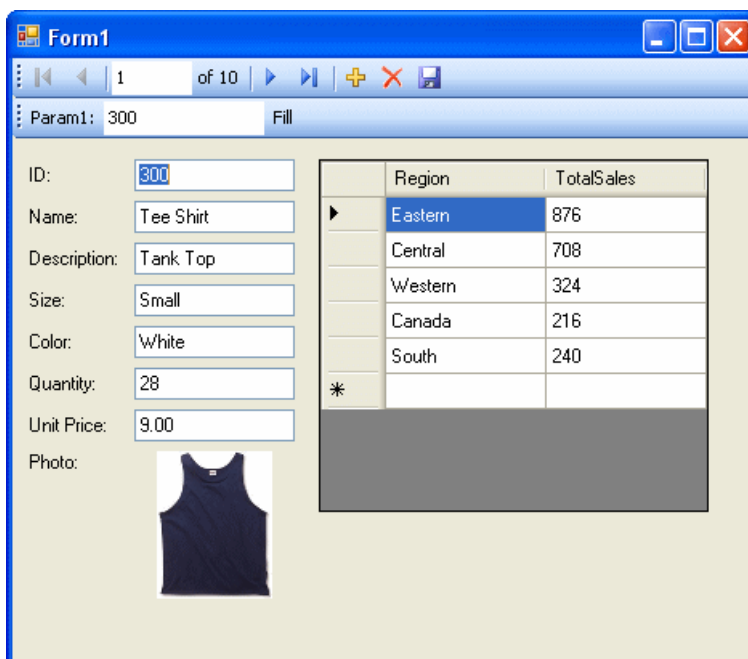 Form1
1 of 10
Param1: 300 Fill
ID: 300
Name: Tee Shirt
Description: Tank Top
Size: Small
Color: White
Quantity: 28
Unit Price: 9.00
Photo:
Region TotalSales
Eastern 876
Central 708
Western 324
Canada 216
South 240